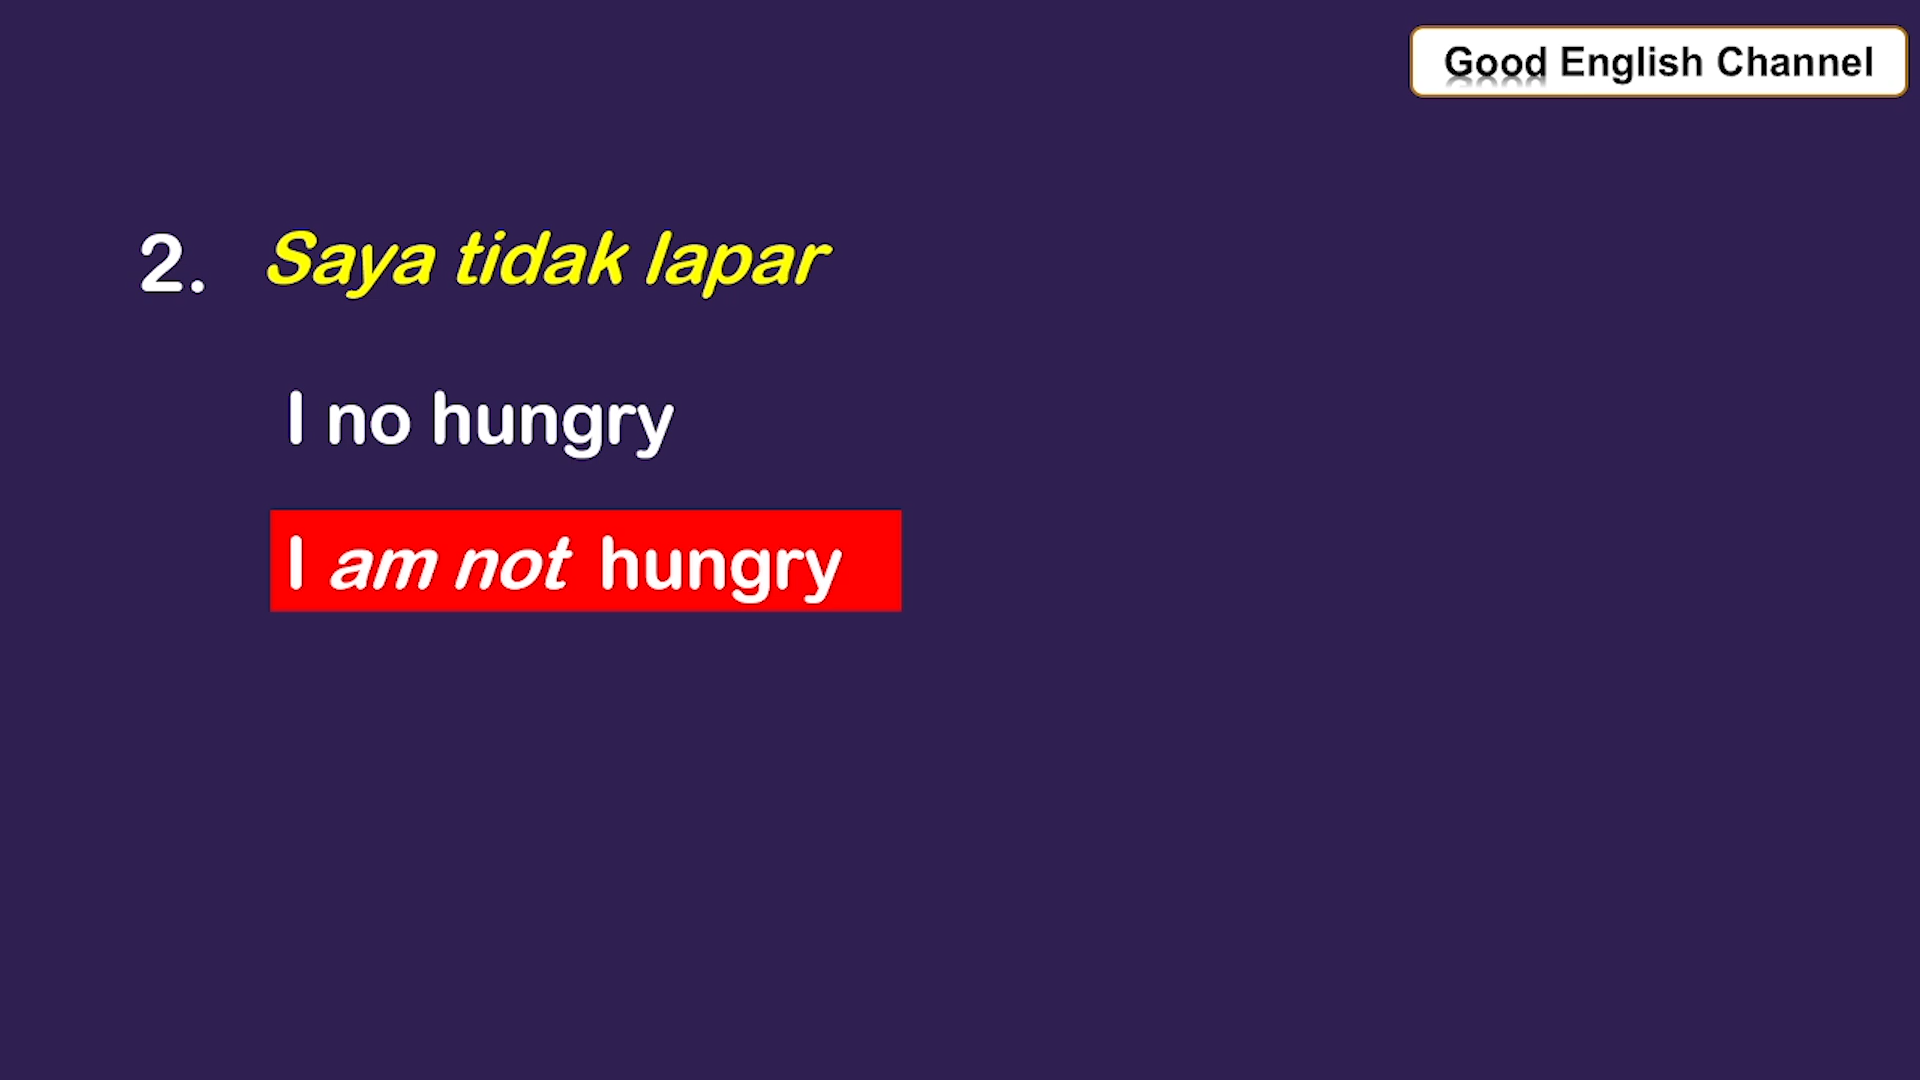 Good English Channel
2. Saya tidak lapar
I no hungry
I am not hungry